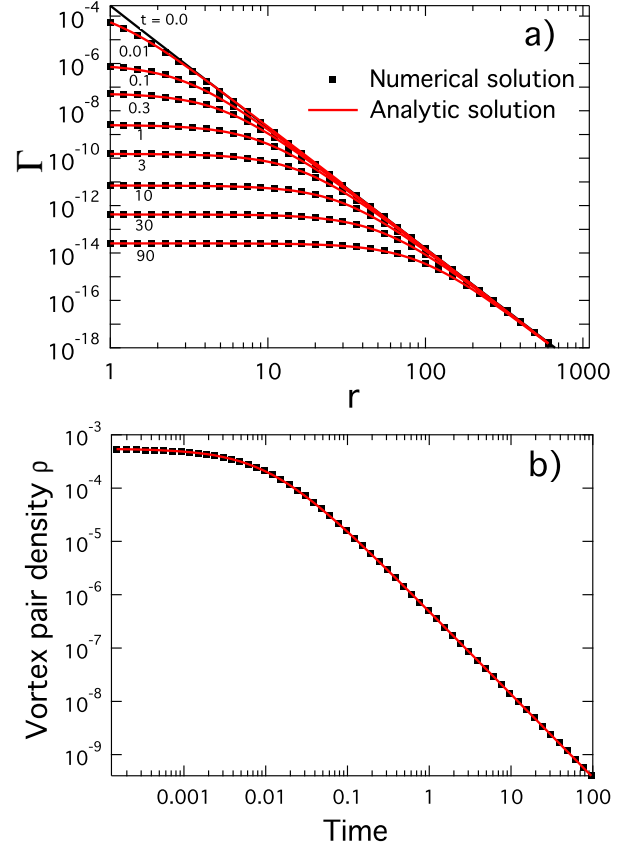 10⁻⁴
10⁻⁶
10⁻⁸
10⁻¹⁰
10⁻¹²
10⁻¹⁴
10⁻¹⁶
10⁻¹⁸
Γ
t = 0.0
0.01
0.1
0.3
1
3
10
30
90
a)
Numerical solution
Analytic solution
1 10 100 1000
r
10⁻³
10⁻⁴
10⁻⁵
10⁻⁶
10⁻⁷
10⁻⁸
10⁻⁹
Vortex pair density ρ
b)
0.001 0.01 0.1 1 10 100
Time